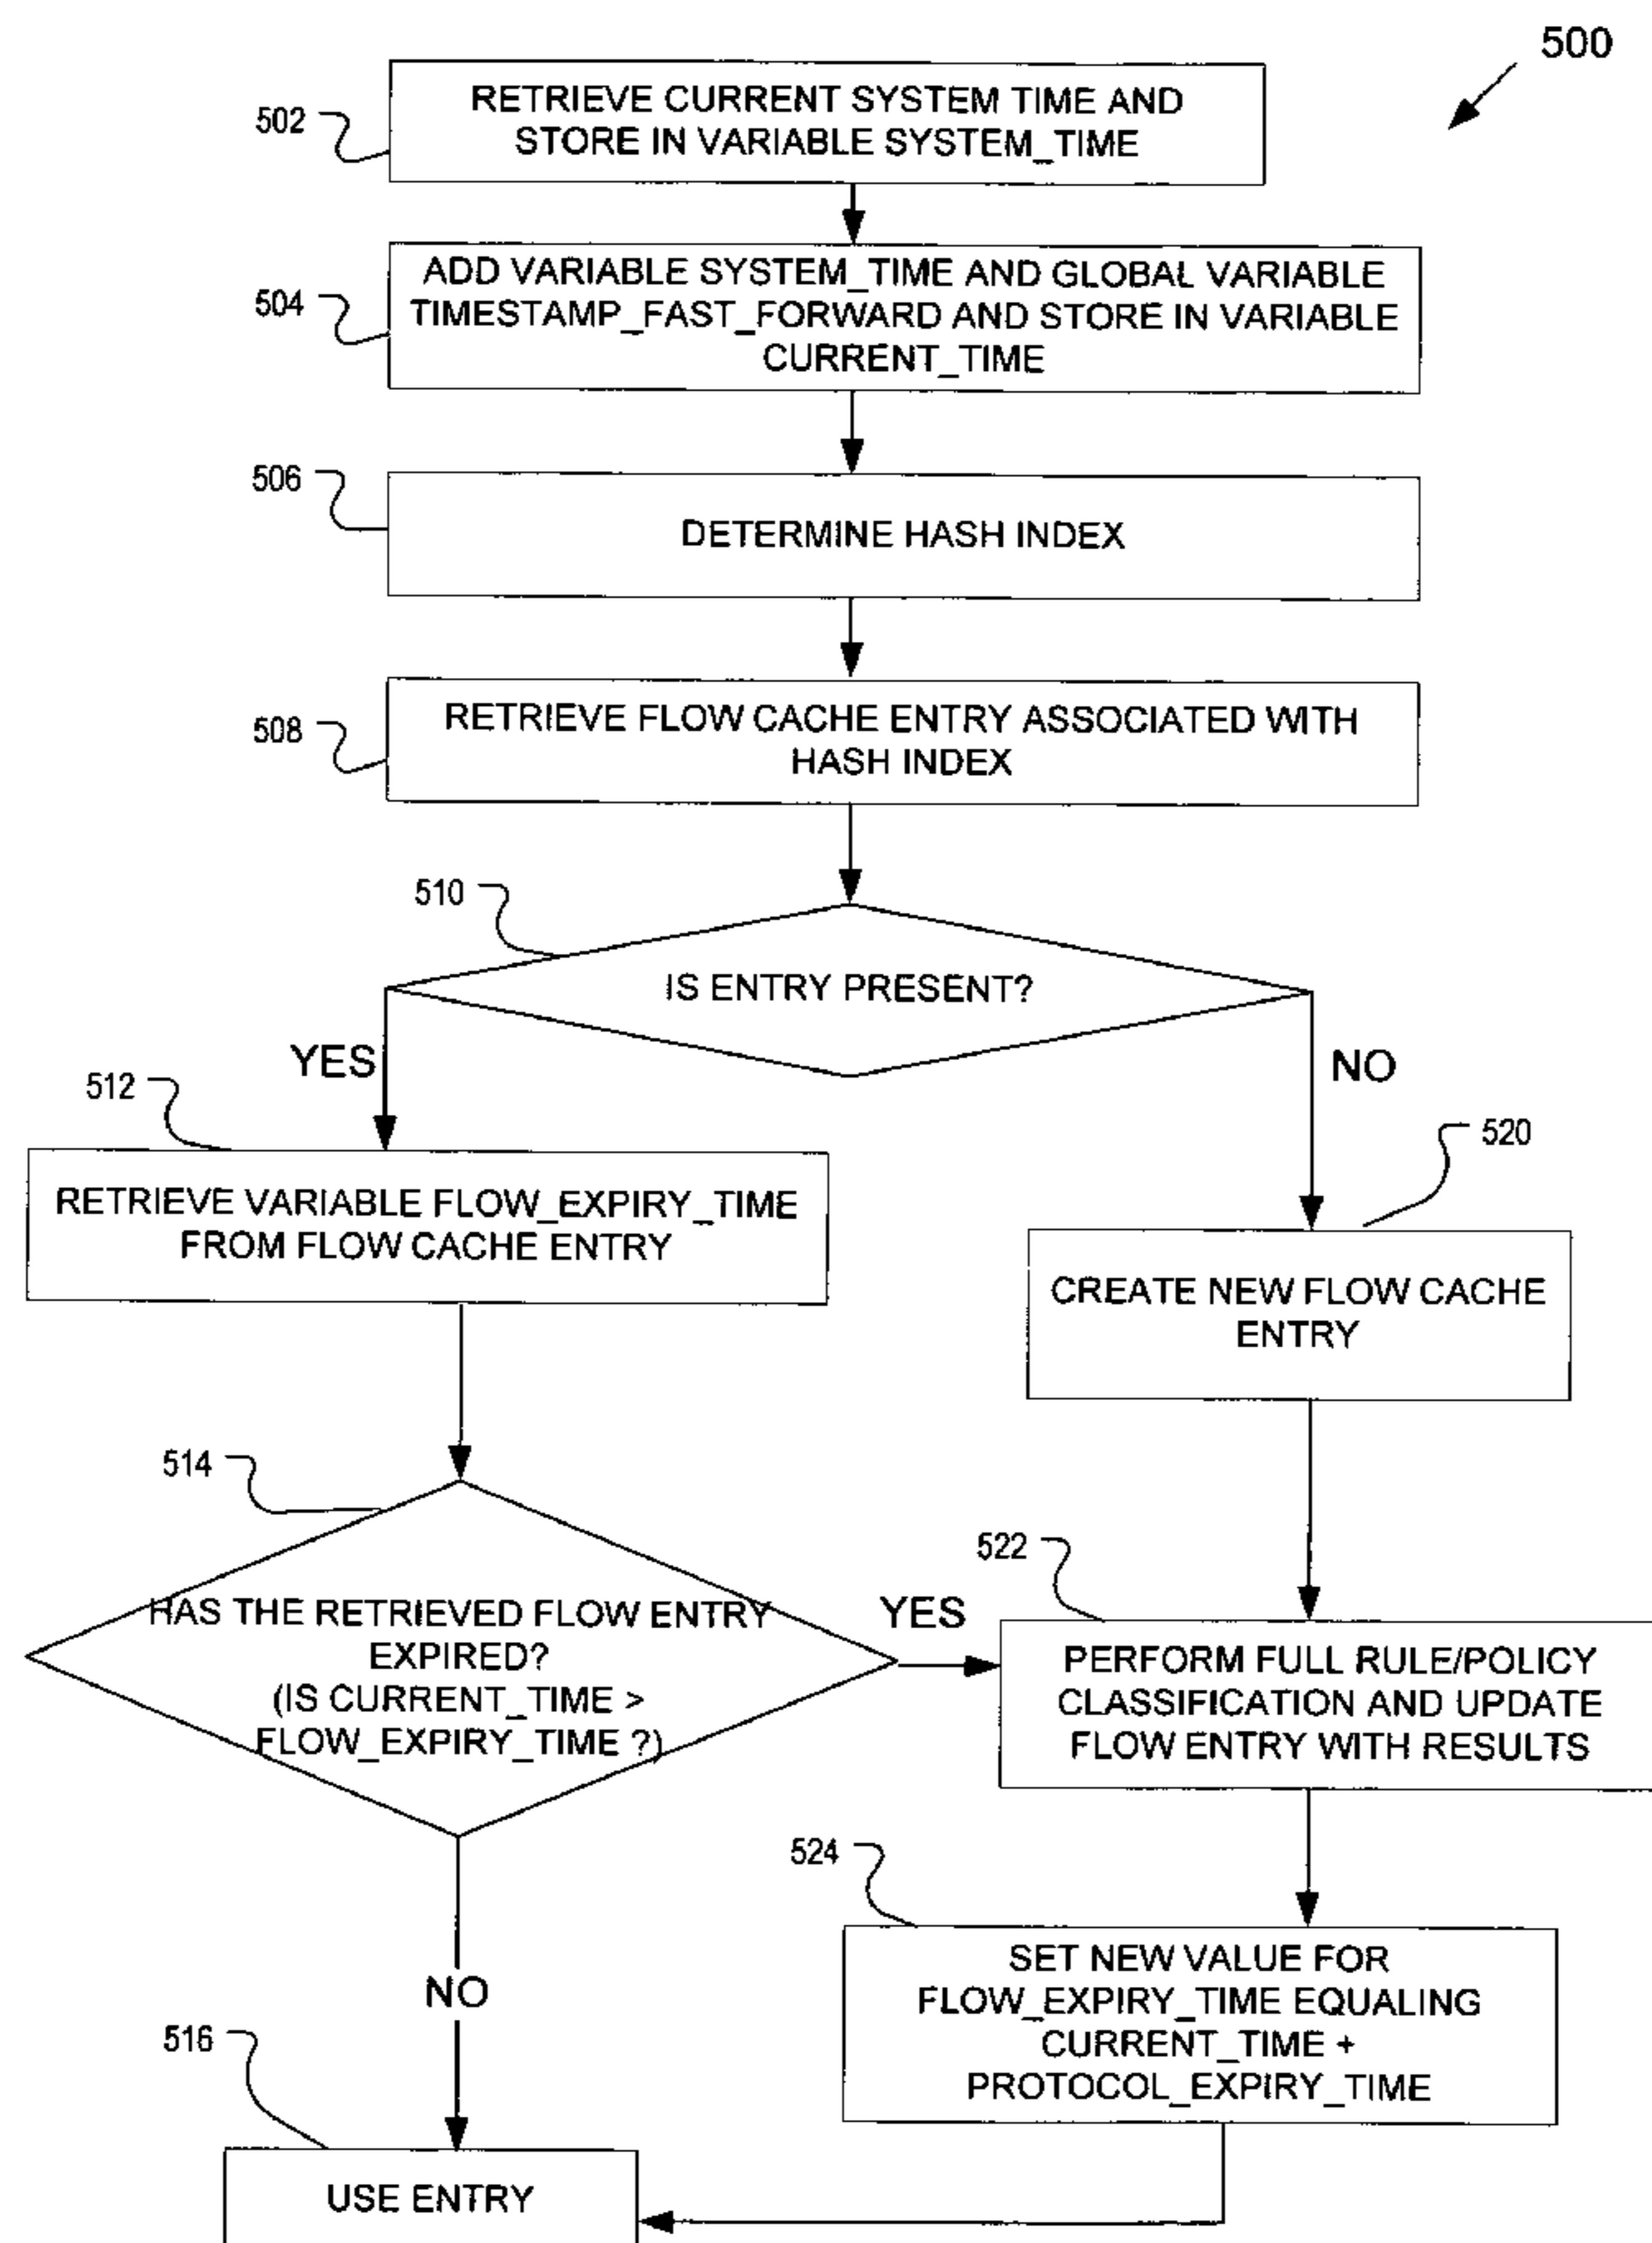 500
502
RETRIEVE CURRENT SYSTEM TIME AND
STORE IN VARIABLE SYSTEM_TIME
504
ADD VARIABLE SYSTEM_TIME AND GLOBAL VARIABLE
TIMESTAMP_FAST_FORWARD AND STORE IN VARIABLE
CURRENT_TIME
506
DETERMINE HASH INDEX
508
RETRIEVE FLOW CACHE ENTRY ASSOCIATED WITH
HASH INDEX
510
IS ENTRY PRESENT?
YES
NO
512
RETRIEVE VARIABLE FLOW_EXPIRY_TIME
FROM FLOW CACHE ENTRY
520
CREATE NEW FLOW CACHE
ENTRY
514
HAS THE RETRIEVED FLOW ENTRY
EXPIRED?
(IS CURRENT_TIME >
FLOW_EXPIRY_TIME ?)
YES
522
PERFORM FULL RULE/POLICY
CLASSIFICATION AND UPDATE
FLOW ENTRY WITH RESULTS
524
SET NEW VALUE FOR
FLOW_EXPIRY_TIME EQUALING
CURRENT_TIME +
PROTOCOL_EXPIRY_TIME
NO
516
USE ENTRY